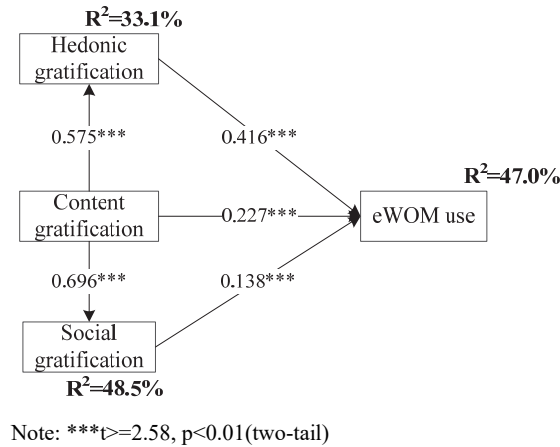 R²=33.1%
Hedonic
gratification
0.575***
0.416***
R²=47.0%
Content
gratification
0.227***
eWOM use
0.696***
0.138***
Social
gratification
R²=48.5%
Note: ***t>=2.58, p<0.01(two-tail)